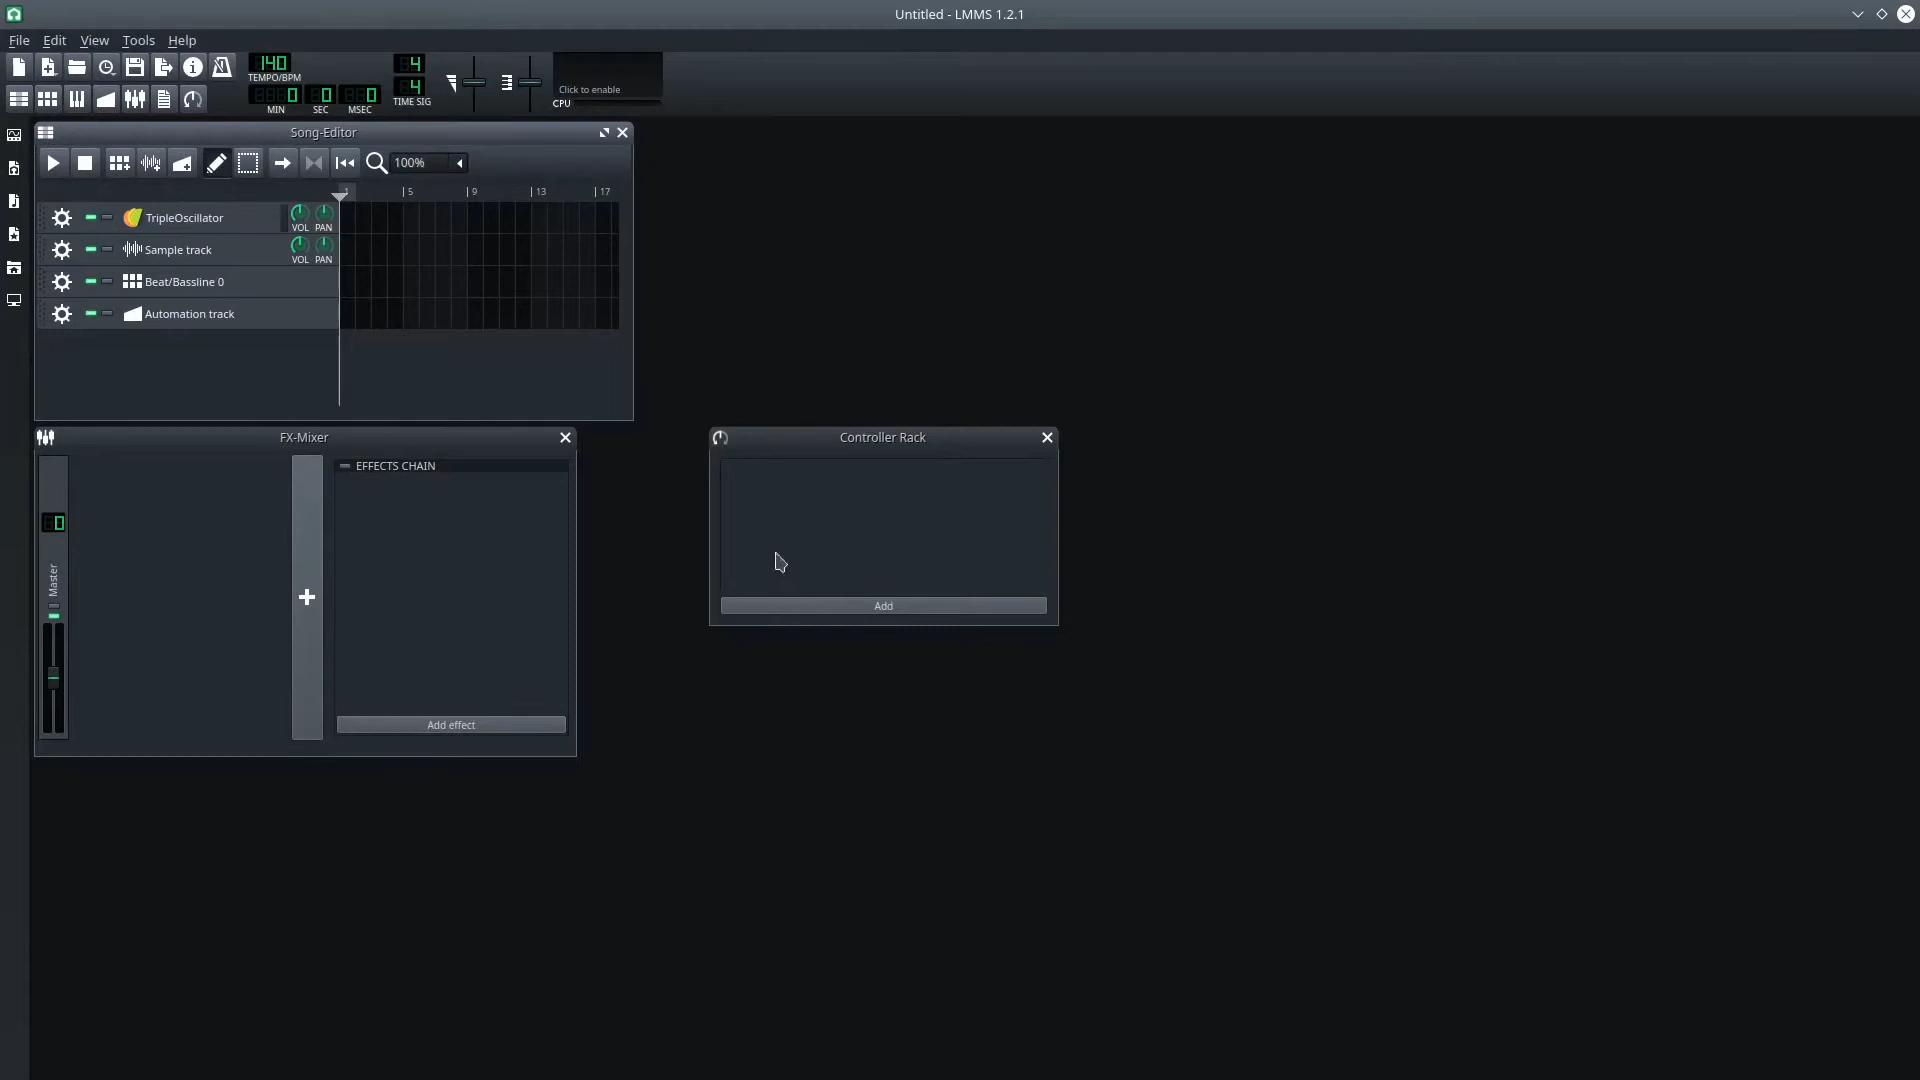 Untitled - LMMS 1.2.1
File Edit View Tools Help
140
TEMPO/BPM
0 0 0
MIN SEC MSEC
4
4
TIME SIG
Click to enable
CPU
Song-Editor
100%
1 5 9 13 17
TripleOscillator
VOL PAN
Sample track
VOL PAN
Beat/Bassline 0
Automation track
FX-Mixer
0
Master
EFFECTS CHAIN
Add effect
Controller Rack
Add